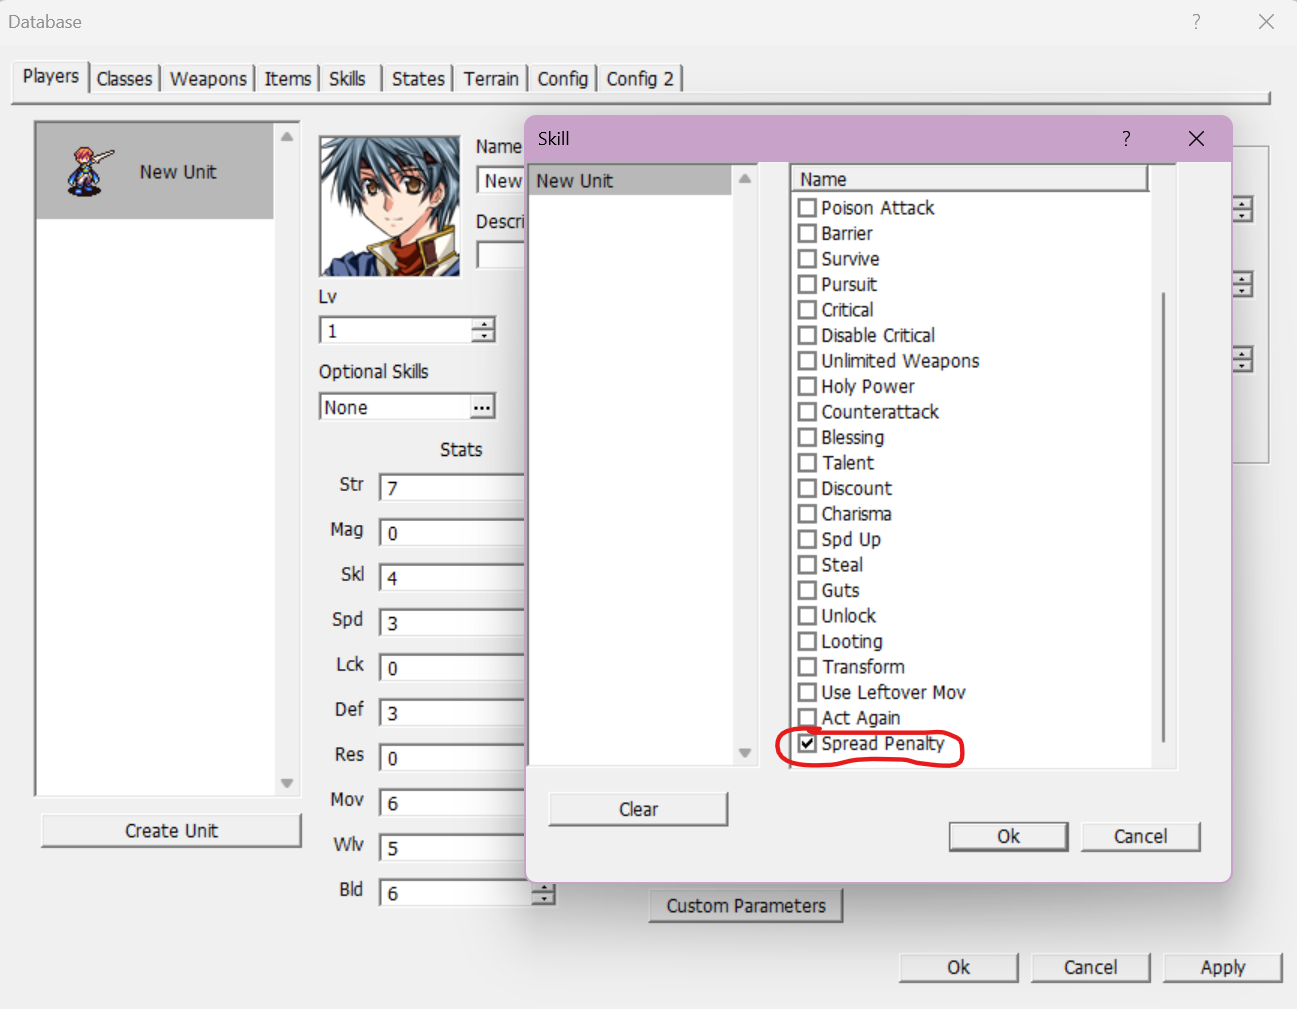 Database
?
Players
Classes
Weapons
Items
Skills
States
Terrain
Config
Config 2
New Unit
Create Unit
Name
New
Descri
Lv
1
Optional Skills
None
...
Stats
Str 7
Mag 0
Skl 4
Spd 3
Lck 0
Def 3
Res 0
Mov 6
Wlv 5
Bld 6
Skill
?
New Unit
Name
Poison Attack
Barrier
Survive
Pursuit
Critical
Disable Critical
Unlimited Weapons
Holy Power
Counterattack
Blessing
Talent
Discount
Charisma
Spd Up
Steal
Guts
Unlock
Looting
Transform
Use Leftover Mov
Act Again
Spread Penalty
Clear
Ok
Cancel
Custom Parameters
Ok
Cancel
Apply